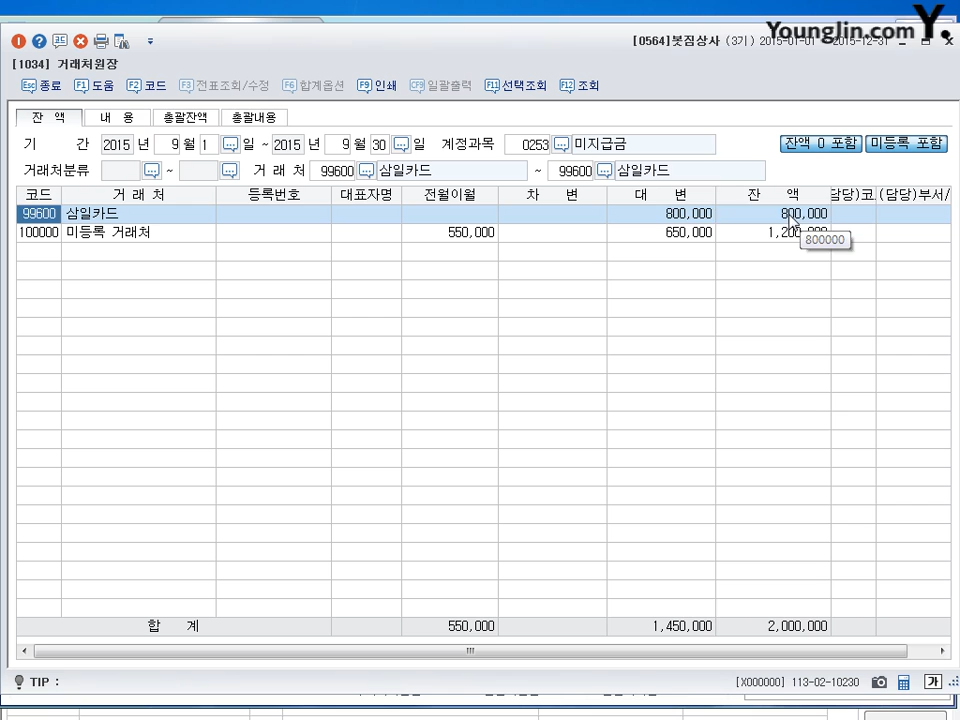 YoungJin.com Y.
[0564]봇짐상사 (3기) 2015-01-01 ~ 2015-12-31
[1034] 거래처원장
Esc 종료 F1 도움 F2 코드 F3 전표조회/수정 F6 합계옵션 F9 인쇄 CF9 일괄출력 F11 선택조회 F12 조회
잔 액 내 용 총괄잔액 총괄내용
기 간 2015 년 9 월 1 일 ~ 2015 년 9 월 30 일 계정과목 0253 미지급금 잔액 0 포함 미등록 포함
거래처분류 ~ 거 래 처 99600 삼일카드 ~ 99600 삼일카드
코드 거 래 처 등록번호 대표자명 전월이월 차 변 대 변 잔 액 담당)코 (담당)부서/
99600 삼일카드 800,000 800,000
100000 미등록 거래처 550,000 650,000 1,200,000
800000
합 계 550,000 1,450,000 2,000,000
TIP : [X000000] 113-02-10230 가